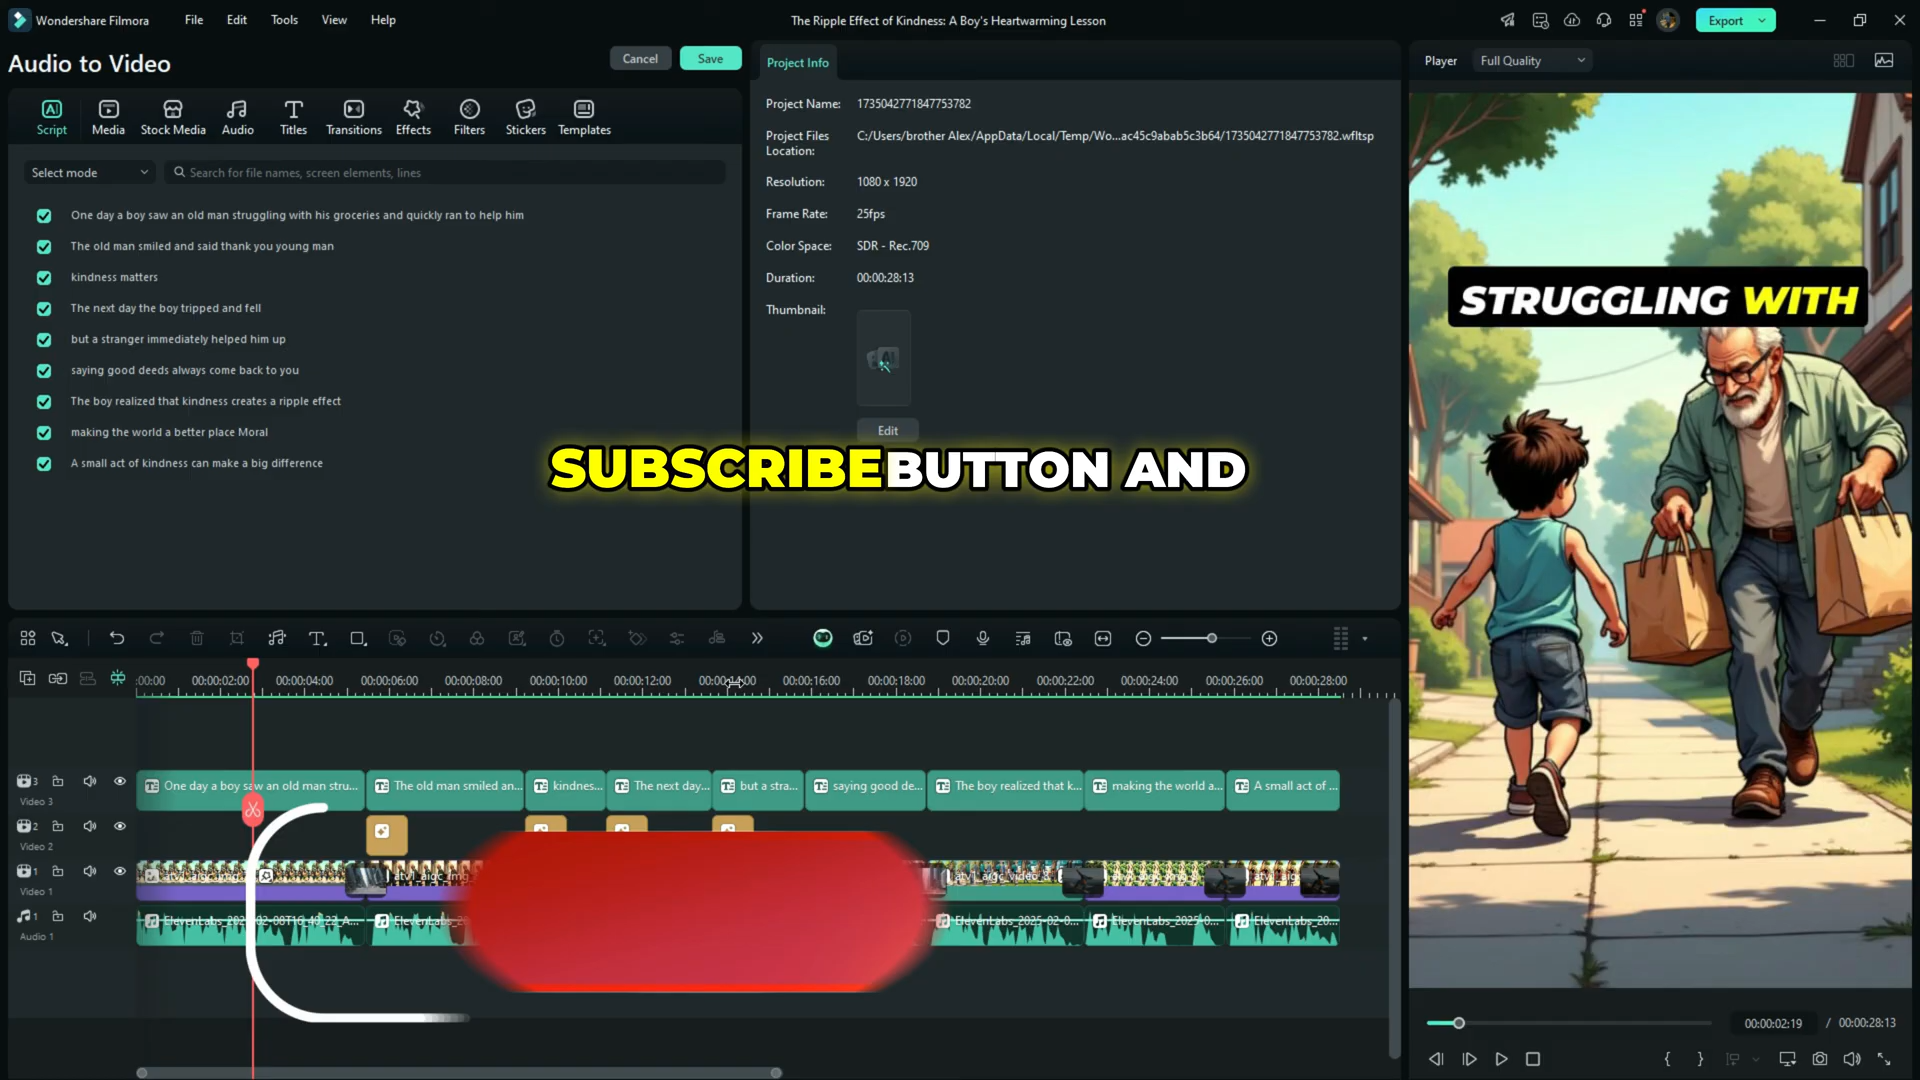 Wondershare Filmora
File
Edit
Tools
View
Help
The Ripple Effect of Kindness: A Boy's Heartwarming Lesson
Export
Audio to Video
Cancel
Save
Script
Media
Stock Media
Audio
Titles
Transitions
Effects
Filters
Stickers
Templates
Select mode
Search for file names, screen elements, lines
One day a boy saw an old man struggling with his groceries and quickly ran to help him
The old man smiled and said thank you young man
kindness matters
The next day the boy tripped and fell
but a stranger immediately helped him up
saying good deeds always come back to you
The boy realized that kindness creates a ripple effect
making the world a better place Moral
A small act of kindness can make a big difference
Project Info
Project Name: 1735042771847753782
Project Files Location: C:/Users/brother Alex/AppData/Local/Temp/Wo...ac45c9abab5c3b64/1735042771847753782.wfltsp
Resolution: 1080 x 1920
Frame Rate: 25fps
Color Space: SDR - Rec.709
Duration: 00:00:28:13
Thumbnail:
Edit
SUBSCRIBE BUTTON AND
Player
Full Quality
STRUGGLING WITH
00:00:02:19 / 00:00:28:13
:00:00
00:00:02:00
00:00:04:00
00:00:06:00
00:00:08:00
00:00:10:00
00:00:12:00
00:00:16:00
00:00:18:00
00:00:20:00
00:00:22:00
00:00:24:00
00:00:26:00
00:00:28:00
3
Video 3
One day a boy saw an old man stru...
The old man smiled an...
kindnes...
The next day...
but a stra...
saying good de...
The boy realized that k...
making the world a...
A small act of ...
2
Video 2
1
Video 1
1
Audio 1
ElevenLabs_2025-02-0...
ElevenLabs_2025-0...
ElevenLabs_20...